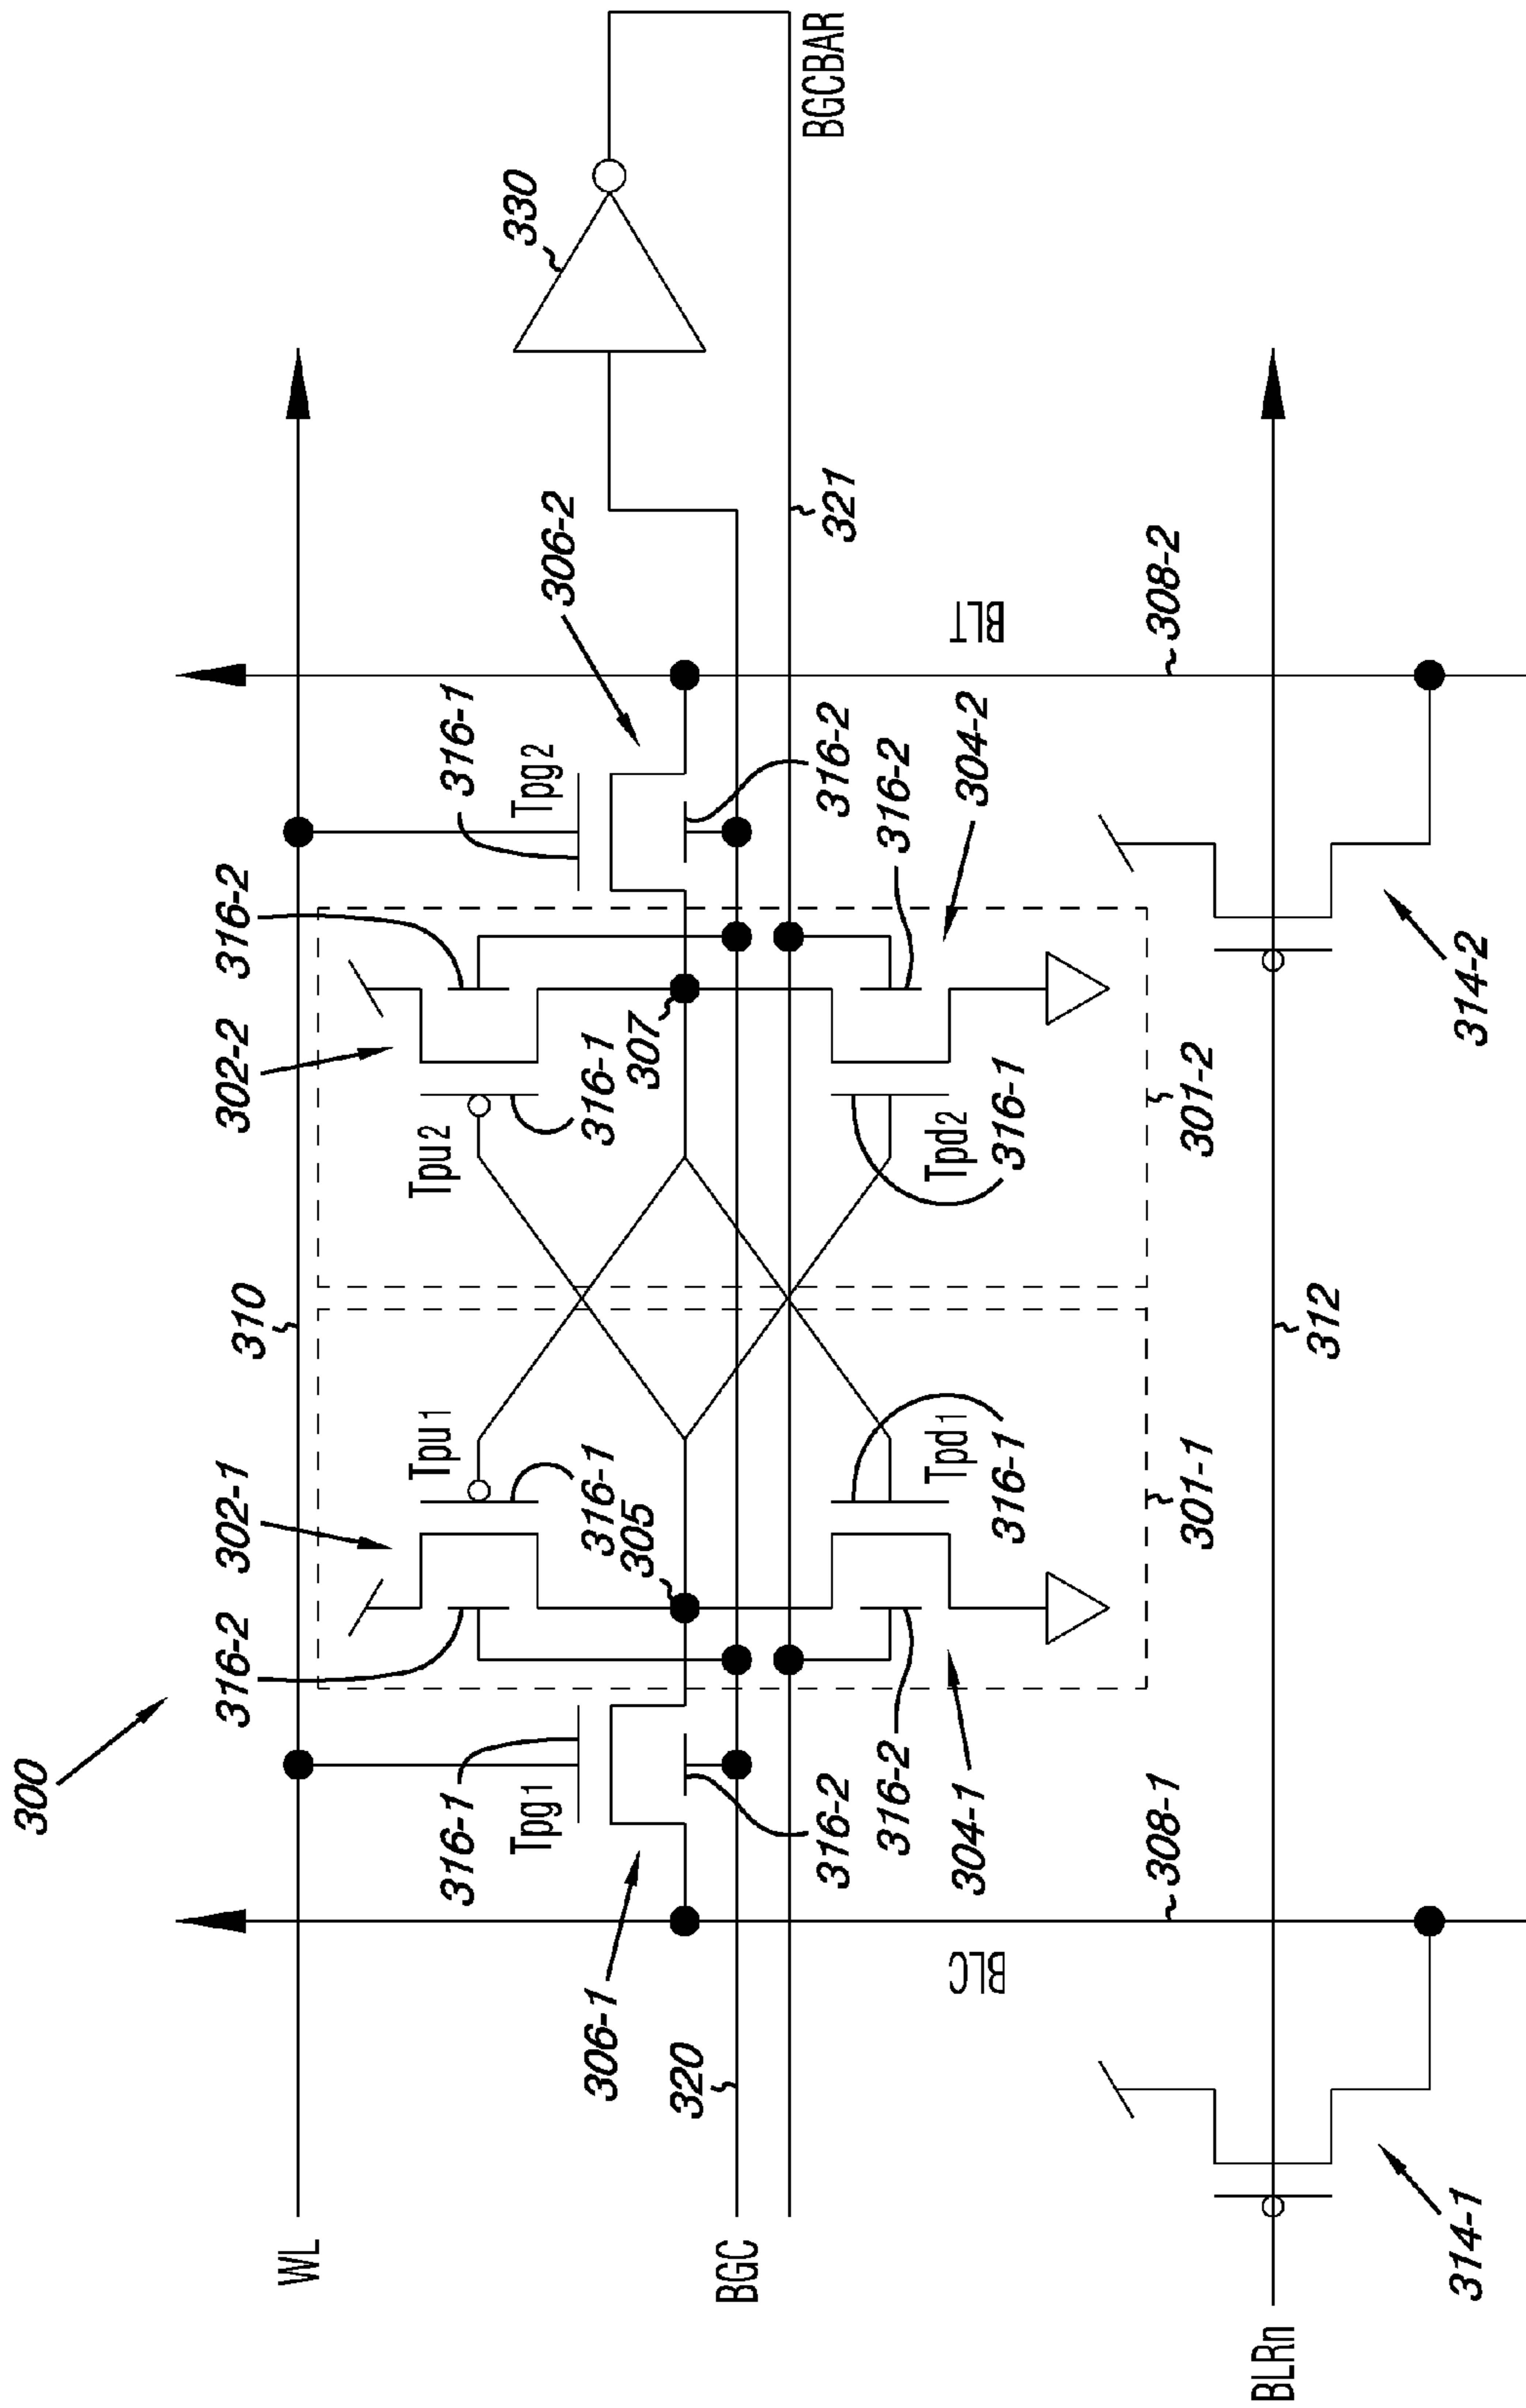 300
310
WL
316-2
302-1
302-2
316-2
Tpu1
Tpu2
316-1
Tpg1
316-1
Tpg2
330
306-1
306-2
316-1
305
316-1
307
320
BGC
BGCBAR
321
316-2
316-2
316-2
316-2
304-1
Tpd1
Tpd2
304-2
BLC
BLT
316-1
316-1
308-1
308-2
301-1
301-2
BLRn
312
314-1
314-2